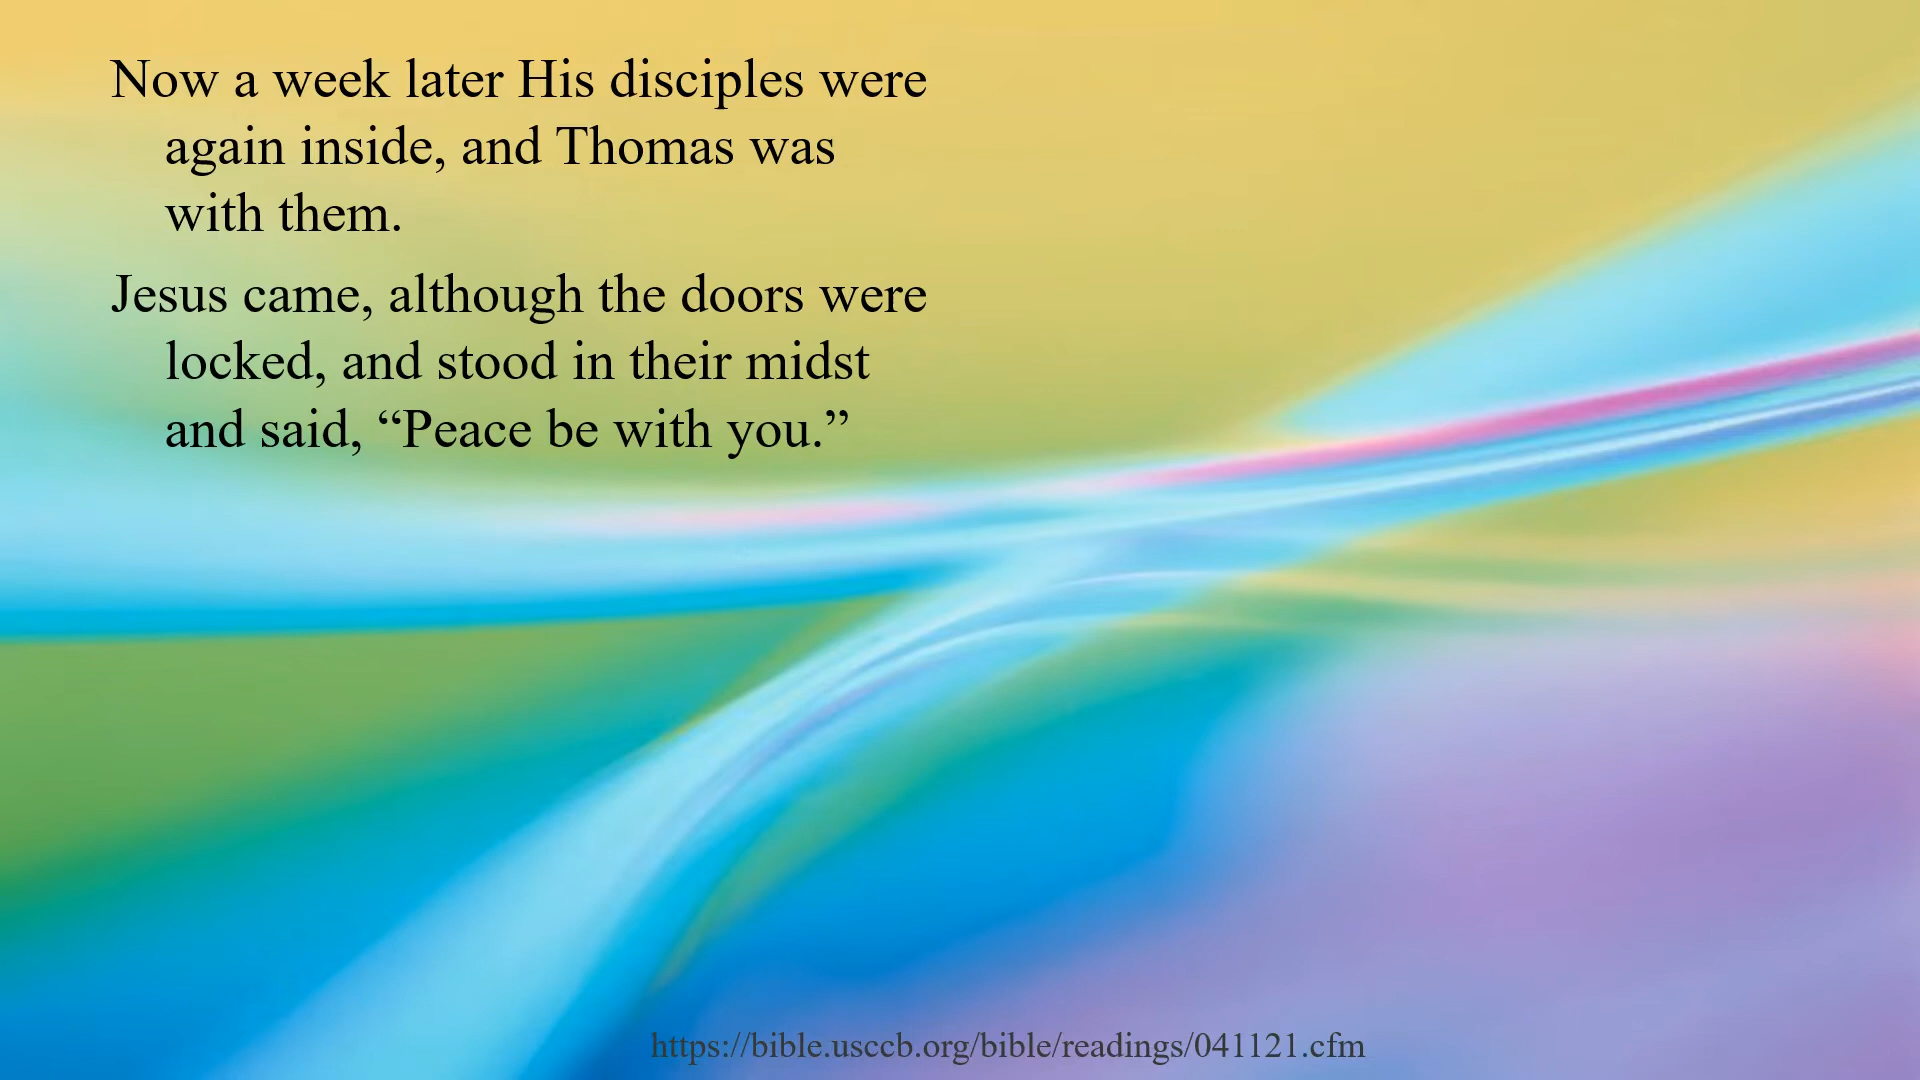 Now a week later His disciples were
again inside, and Thomas was
with them.
Jesus came, although the doors were
locked, and stood in their midst
and said, “Peace be with you.”
https://bible.usccb.org/bible/readings/041121.cfm